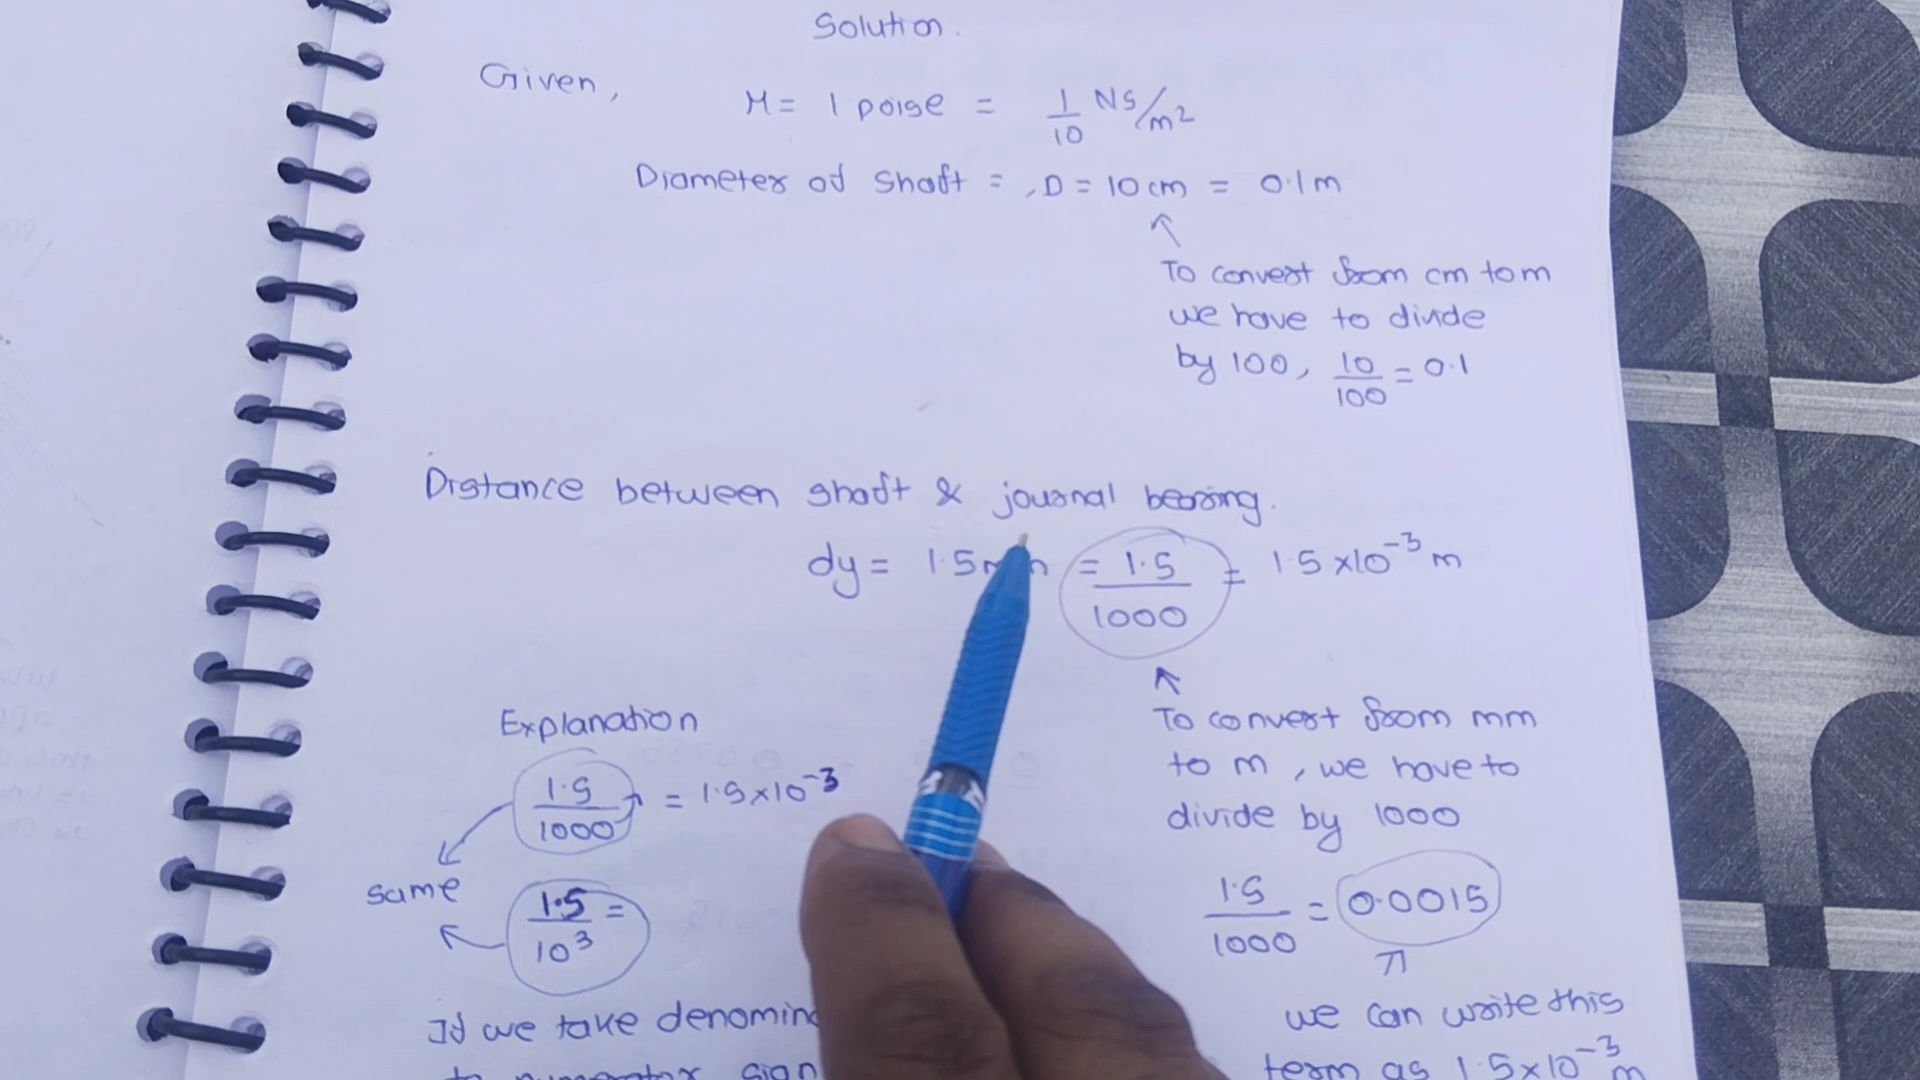 Solution.
Given,
μ = 1 poise = 1/10 NS/m²
Diameter of shaft = , D = 10 cm = 0.1 m
↑
To convert from cm to m
we have to divide
by 100, 10/100 = 0.1
Distance between shaft & journal bearing.
dy = 1.5 mm = 1.5/1000 = 1.5 × 10⁻³ m
Explanation
1.5/1000 = 1.5 × 10⁻³
same
1.5/10³ =
If we take
to numerator sign
To convert from mm
to m, we have to
divide by 1000
1.5/1000 = 0.0015
we can write this
term as 1.5 × 10⁻³ m